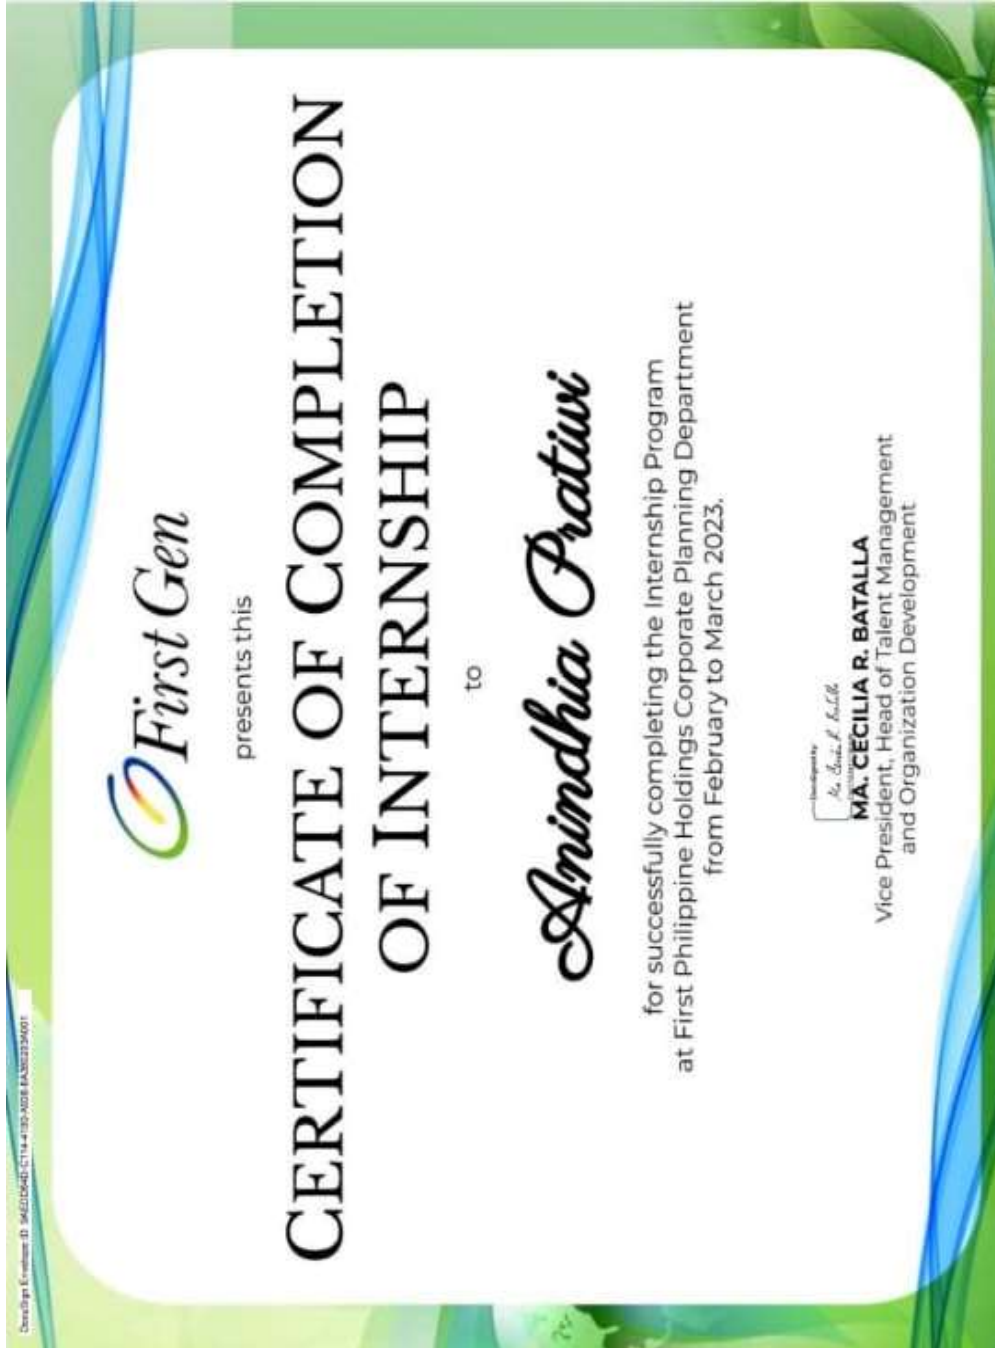 First Gen
presents this
CERTIFICATE OF COMPLETION
OF INTERNSHIP
to
Anindhia Pratiwi
for successfully completing the Internship Program
at First Philippine Holdings Corporate Planning Department
from February to March 2023.
MA. CECILIA R. BATALLA
Vice President, Head of Talent Management
and Organization Development